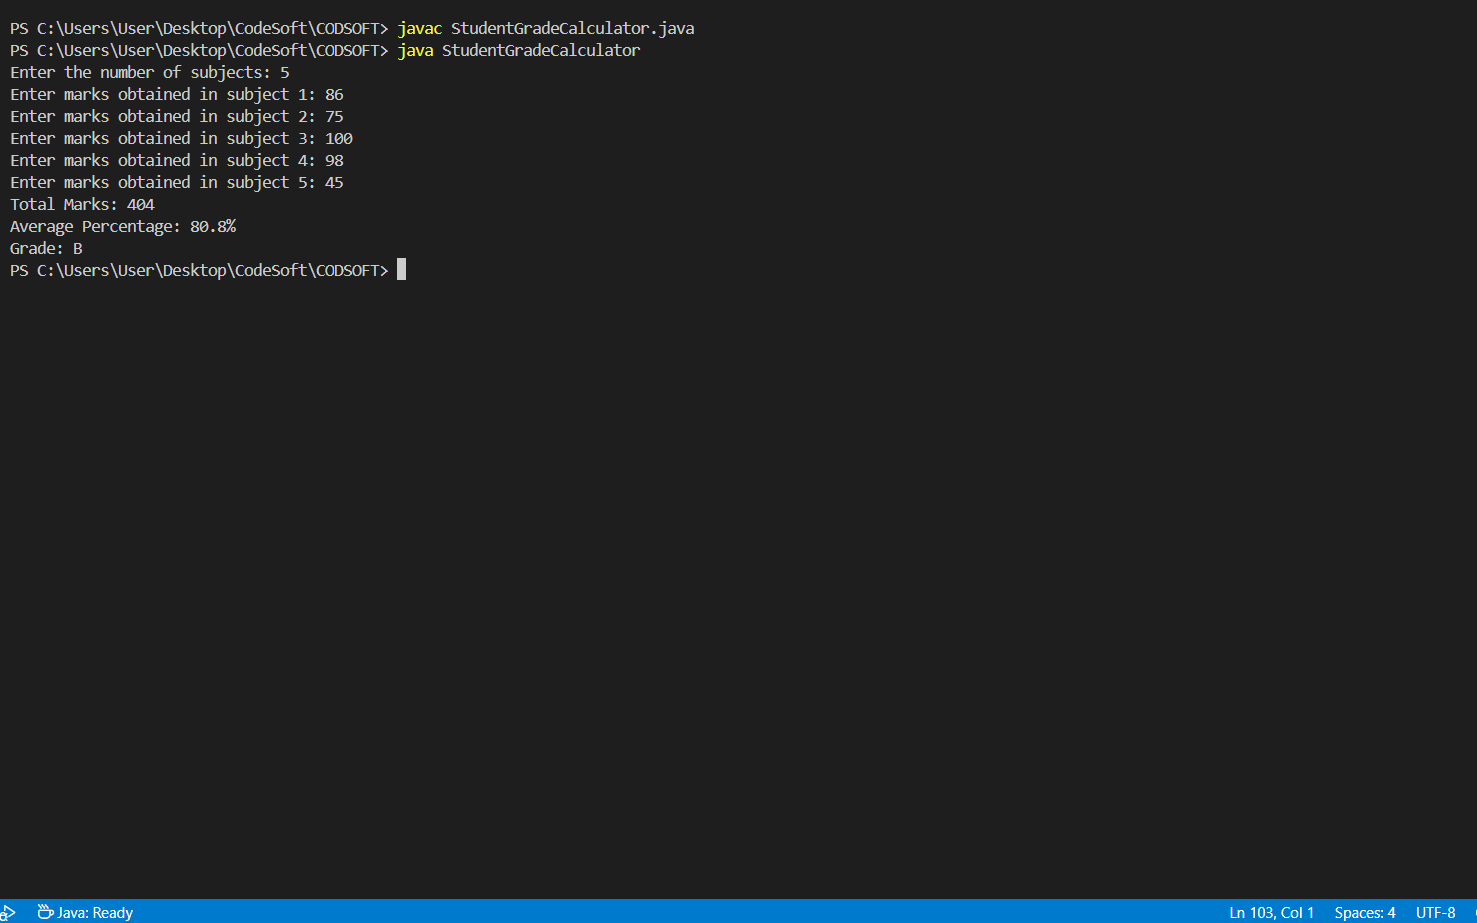 PS C:\Users\User\Desktop\CodeSoft\CODSOFT> javac StudentGradeCalculator.java
PS C:\Users\User\Desktop\CodeSoft\CODSOFT> java StudentGradeCalculator
Enter the number of subjects: 5
Enter marks obtained in subject 1: 86
Enter marks obtained in subject 2: 75
Enter marks obtained in subject 3: 100
Enter marks obtained in subject 4: 98
Enter marks obtained in subject 5: 45
Total Marks: 404
Average Percentage: 80.8%
Grade: B
PS C:\Users\User\Desktop\CodeSoft\CODSOFT>
Java: Ready Ln 103, Col 1 Spaces: 4 UTF-8